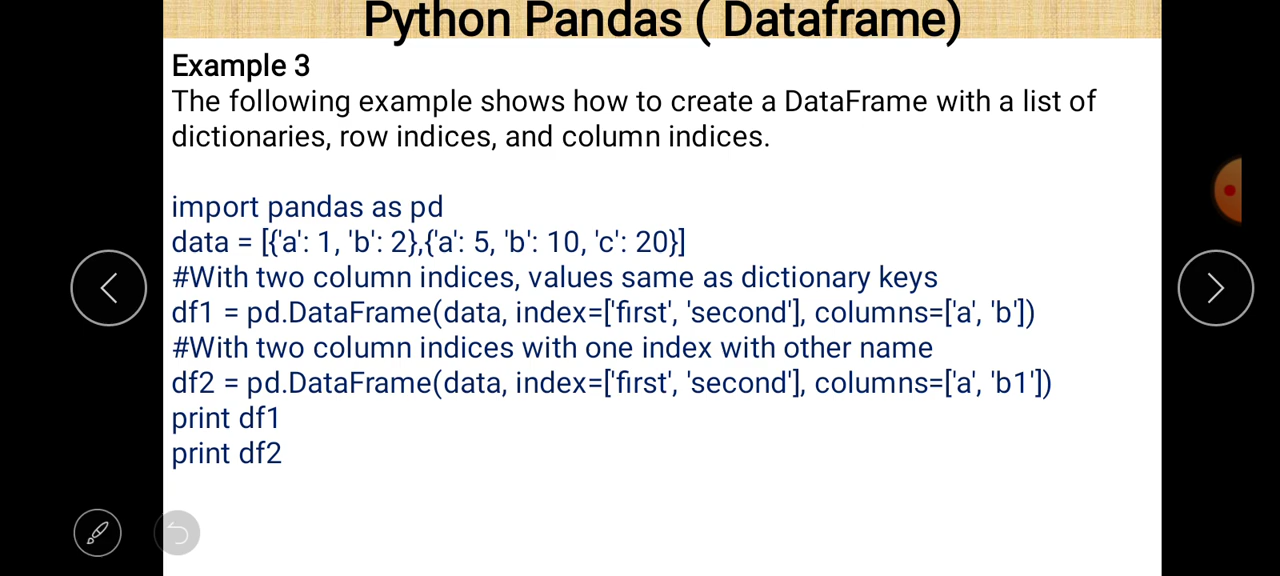 Python Pandas ( Dataframe)
Example 3
The following example shows how to create a DataFrame with a list of
dictionaries, row indices, and column indices.
import pandas as pd
data = [{'a': 1, 'b': 2},{'a': 5, 'b': 10, 'c': 20}]
#With two column indices, values same as dictionary keys
df1 = pd.DataFrame(data, index=['first', 'second'], columns=['a', 'b'])
#With two column indices with one index with other name
df2 = pd.DataFrame(data, index=['first', 'second'], columns=['a', 'b1'])
print df1
print df2